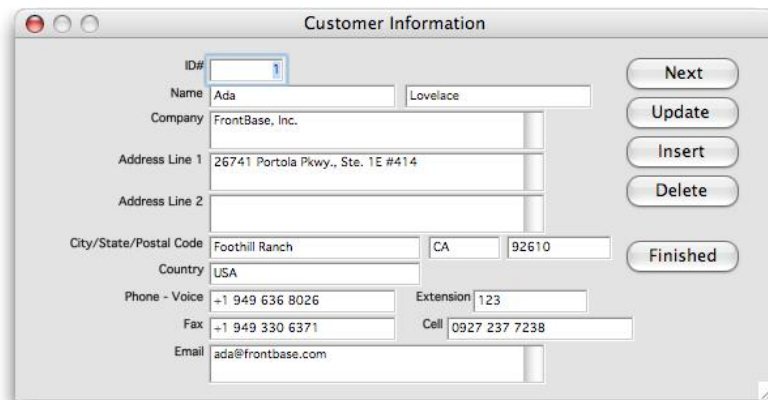 Customer Information
ID# 1 Next
Name Ada Lovelace
Company FrontBase, Inc. Update
Insert
Address Line 1 26741 Portola Pkwy., Ste. 1E #414
Delete
Address Line 2
City/State/Postal Code Foothill Ranch CA 92610 Finished
Country USA
Phone - Voice +1 949 636 8026 Extension 123
Fax +1 949 330 6371 Cell 0927 237 7238
Email ada@frontbase.com